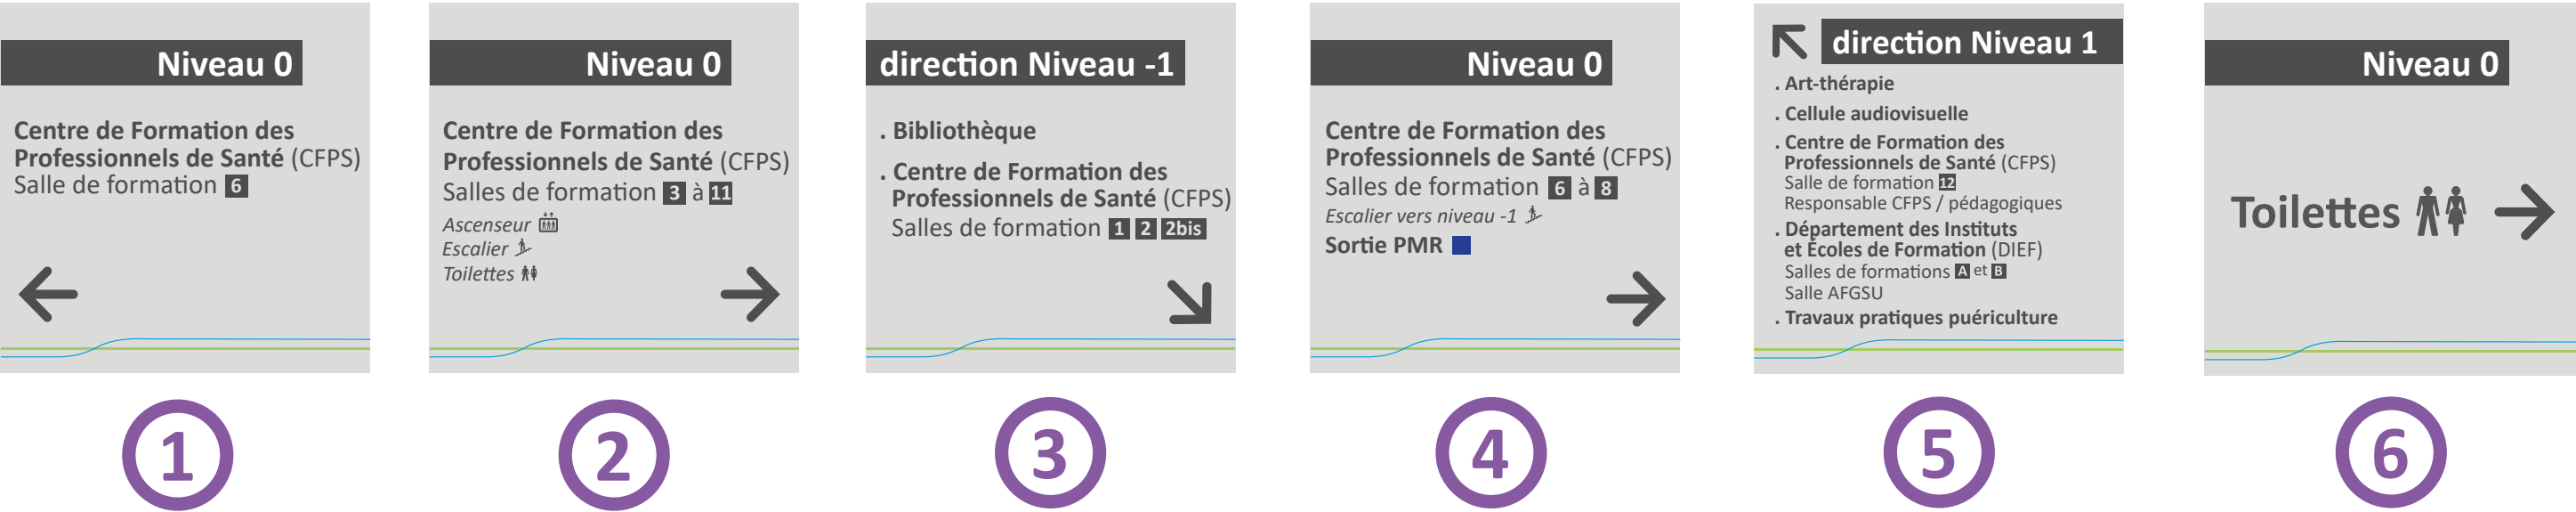 Niveau 0
Centre de Formation des
Professionnels de Santé (CFPS)
Salle de formation 6
1
Niveau 0
Centre de Formation des
Professionnels de Santé (CFPS)
Salles de formation 3 à 11
Ascenseur
Escalier
Toilettes
2
direction Niveau -1
. Bibliothèque
. Centre de Formation des
Professionnels de Santé (CFPS)
Salles de formation 1 2 2bis
3
Niveau 0
Centre de Formation des
Professionnels de Santé (CFPS)
Salles de formation 6 à 8
Escalier vers niveau -1
Sortie PMR
4
direction Niveau 1
. Art-thérapie
. Cellule audiovisuelle
. Centre de Formation des
Professionnels de Santé (CFPS)
Salle de formation 12
Responsable CFPS / pédagogiques
. Département des Instituts
et Écoles de Formation (DIEF)
Salles de formations A et B
Salle AFGSU
. Travaux pratiques puériculture
5
Niveau 0
Toilettes
6